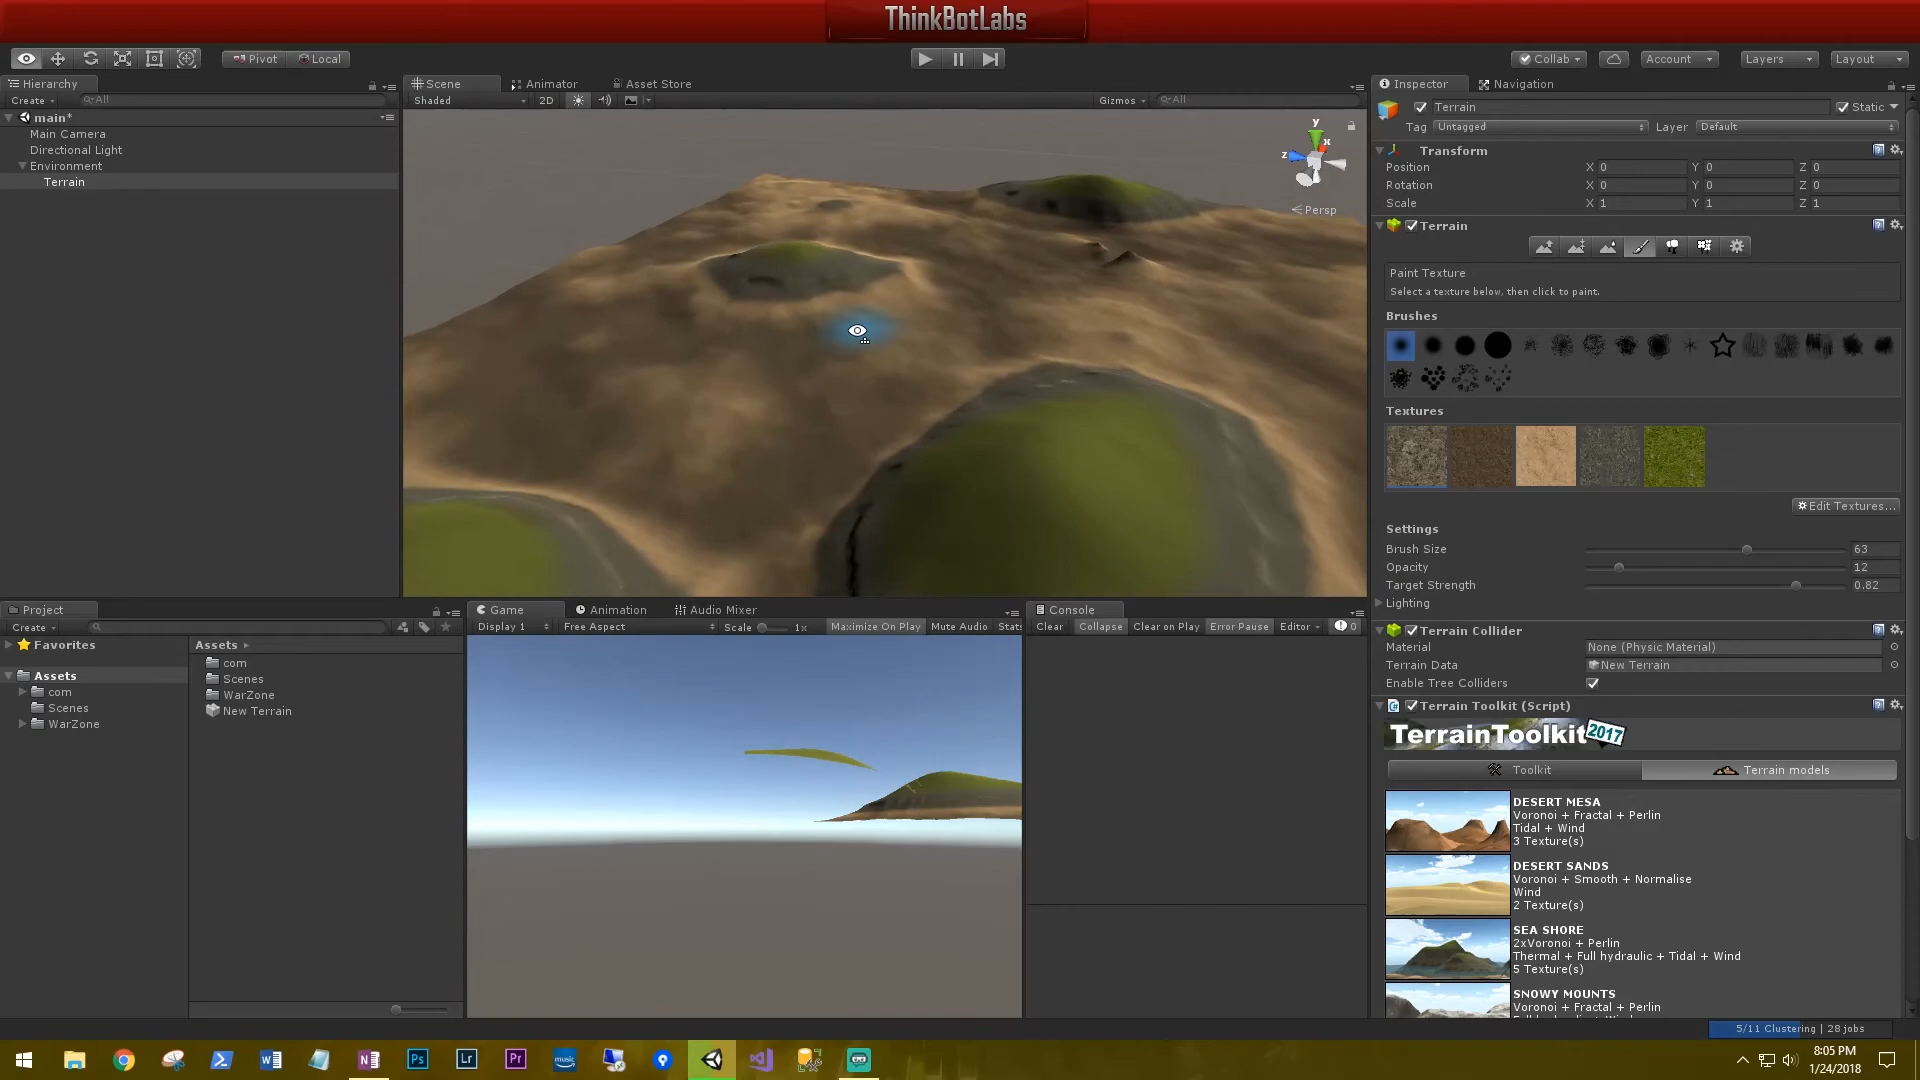 ThinkBotLabs
Pivot Local
Collab Account Layers Layout
Hierarchy
Create All
main*
Main Camera
Directional Light
Environment
Terrain
Scene Animator Asset Store
Shaded 2D Gizmos All
y
x
z
Persp
Inspector Navigation
Terrain Static
Tag Untagged Layer Default
Transform
Position X 0 Y 0 Z 0
Rotation X 0 Y 0 Z 0
Scale X 1 Y 1 Z 1
Terrain
Paint Texture
Select a texture below, then click to paint.
Brushes
Textures
Edit Textures...
Settings
Brush Size 63
Opacity 12
Target Strength 0.82
Lighting
Terrain Collider
Material None (Physic Material)
Terrain Data New Terrain
Enable Tree Colliders
Terrain Toolkit (Script)
TerrainToolkit 2017
Toolkit Terrain models
DESERT MESA
Voronoi + Fractal + Perlin
Tidal + Wind
3 Texture(s)
DESERT SANDS
Voronoi + Smooth + Normalise
Wind
2 Texture(s)
SEA SHORE
2xVoronoi + Perlin
Thermal + Full hydraulic + Tidal + Wind
5 Texture(s)
SNOWY MOUNTS
Voronoi + Fractal + Perlin
Project
Create
Favorites
Assets
com
Scenes
WarZone
Assets
com
Scenes
WarZone
New Terrain
Game Animation Audio Mixer
Display 1 Free Aspect Scale 1x Maximize On Play Mute Audio Stats
Console
Clear Collapse Clear on Play Error Pause Editor 0
5/11 Clustering | 28 jobs
Ps Lr Pr music
8:05 PM
1/24/2018